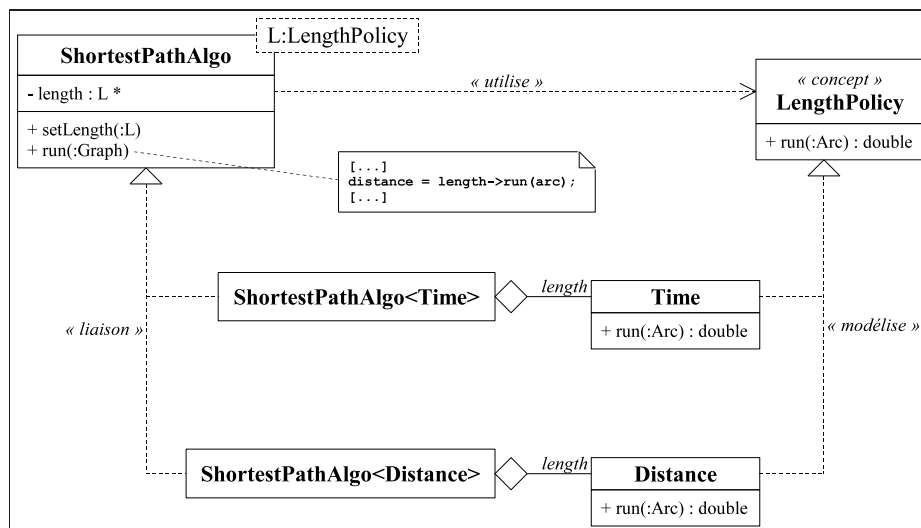 L:LengthPolicy
ShortestPathAlgo
- length : L *
+ setLength(:L)
+ run(:Graph)
« utilise »
« concept »
LengthPolicy
+ run(:Arc) : double
[...]
distance = length->run(arc);
[...]
ShortestPathAlgo<Time>
length
Time
+ run(:Arc) : double
« liaison »
« modélise »
ShortestPathAlgo<Distance>
length
Distance
+ run(:Arc) : double